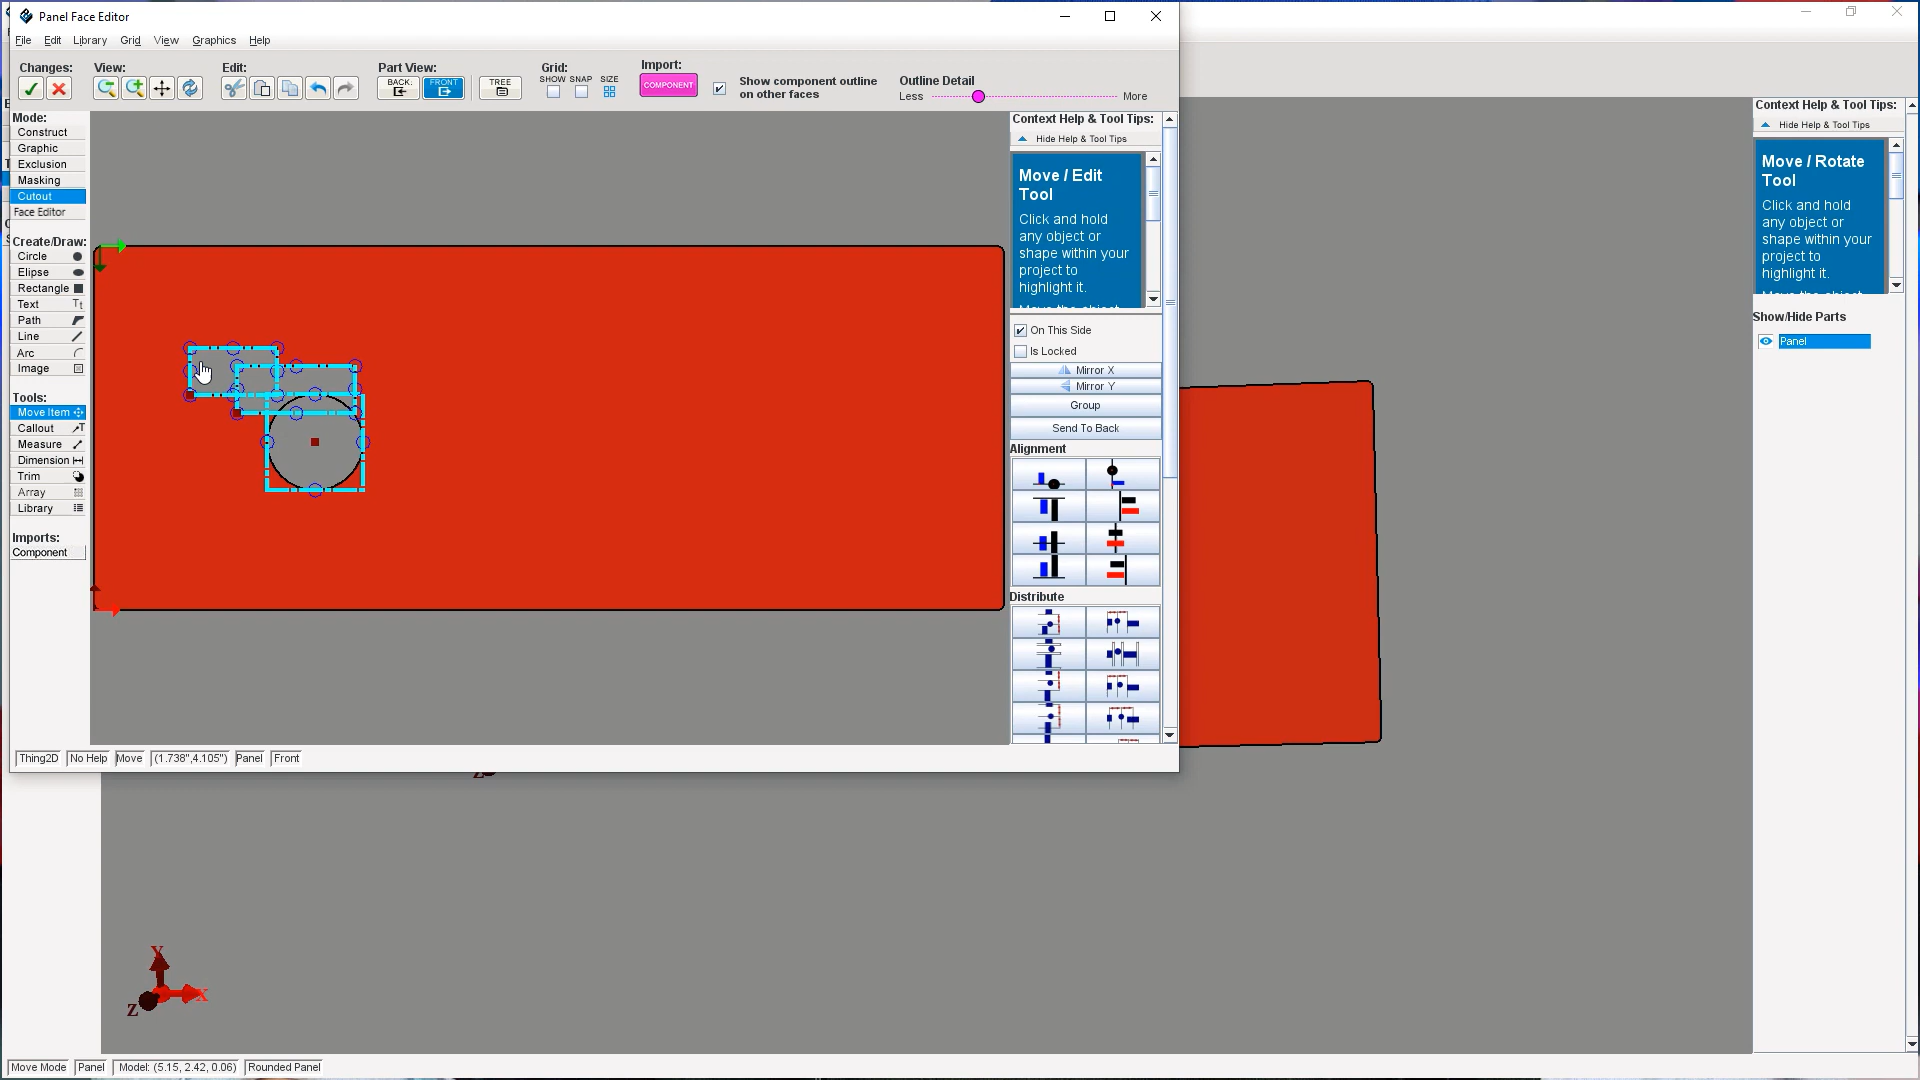 Panel Face Editor
File Edit Library Grid View Graphics Help
Changes: View: Edit: Part View: Grid: Import:
BACK: FRONT TREE SHOW SNAP SIZE COMPONENT
Show component outline
on other faces
Outline Detail
Less More
Mode:
Construct
Graphic
Exclusion
Masking
Cutout
Face Editor
Create/Draw:
Circle
Elipse
Rectangle
Text Tt
Path
Line
Arc
Image
Tools:
Move Item
Callout T
Measure
Dimension
Trim
Array
Library
Imports:
Component
Context Help & Tool Tips:
Hide Help & Tool Tips
Move / Edit
Tool
Click and hold
any object or
shape within your
project to
highlight it.
On This Side
Is Locked
Mirror X
Mirror Y
Group
Send To Back
Alignment
Distribute
Thing2D No Help Move (1.738",4.105") Panel Front
Context Help & Tool Tips:
Hide Help & Tool Tips
Move / Rotate
Tool
Click and hold
any object or
shape within your
project to
highlight it.
Show/Hide Parts
Panel
Z
Y
X
Z
Move Mode Panel Model: (5.15, 2.42, 0.06) Rounded Panel